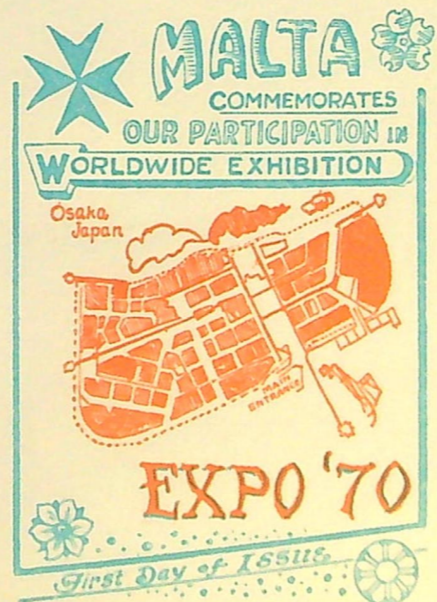 MALTA
COMMEMORATES
OUR PARTICIPATION IN
WORLDWIDE EXHIBITION
Osaka
Japan
MAIN
ENTRANCE
EXPO '70
First Day of ISSUE